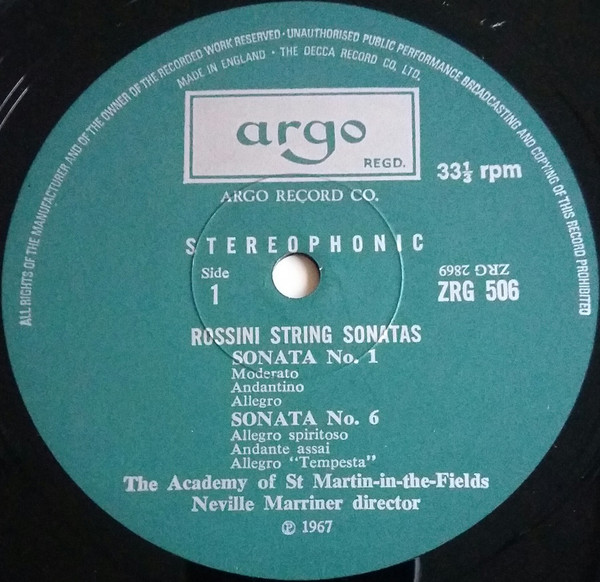 ALL RIGHTS OF THE MANUFACTURER AND OF THE OWNER OF THE RECORDED WORK RESERVED · UNAUTHORISED PUBLIC PERFORMANCE BROADCASTING AND COPYING OF THIS RECORD PROHIBITED
MADE IN ENGLAND · THE DECCA RECORD CO, LTD.
argo
REGD.
33⅓ rpm
ARGO RECORD CO.
STEREOPHONIC
Side
1
ZRG 2869
ZRG 506
ROSSINI STRING SONATAS
SONATA No. 1
Moderato
Andantino
Allegro
SONATA No. 6
Allegro spiritoso
Andante assai
Allegro "Tempesta"
The Academy of St Martin-in-the-Fields
Neville Marriner director
℗ 1967